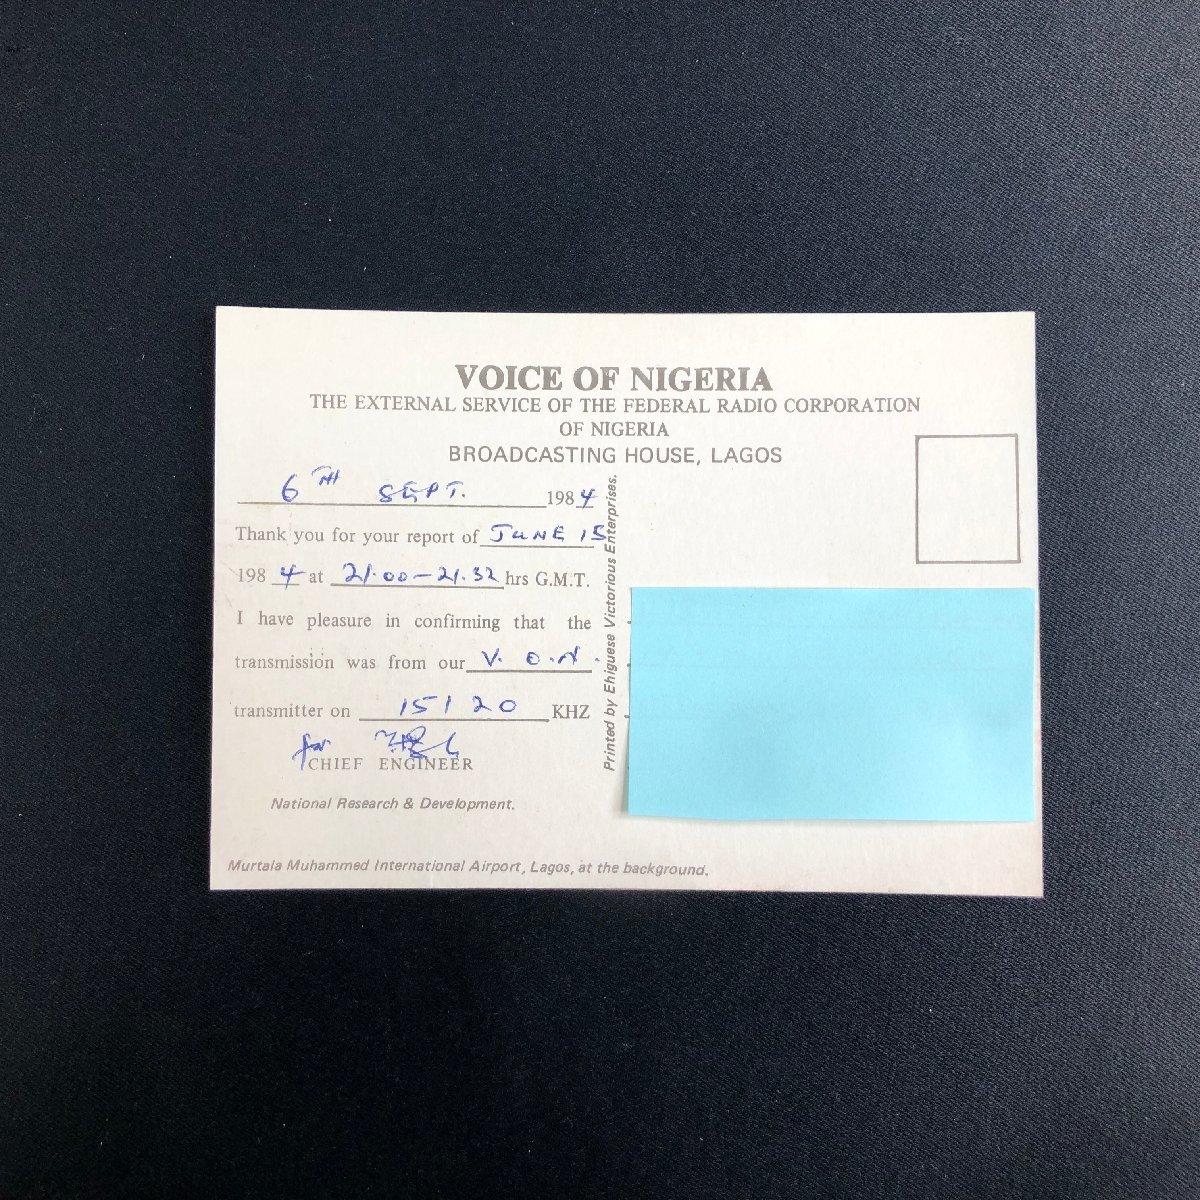 VOICE OF NIGERIA
THE EXTERNAL SERVICE OF THE FEDERAL RADIO CORPORATION
OF NIGERIA
BROADCASTING HOUSE, LAGOS
6TH SEPT. 1984
Thank you for your report of JUNE 15
1984 at 21.00-21.32 hrs G.M.T.
I have pleasure in confirming that the
transmission was from our V.O.N.
transmitter on 15120 KHZ
for
CHIEF ENGINEER
National Research & Development.
Murtala Muhammed International Airport, Lagos, at the background.
Printed by Ehiguese Victorious Enterprises.